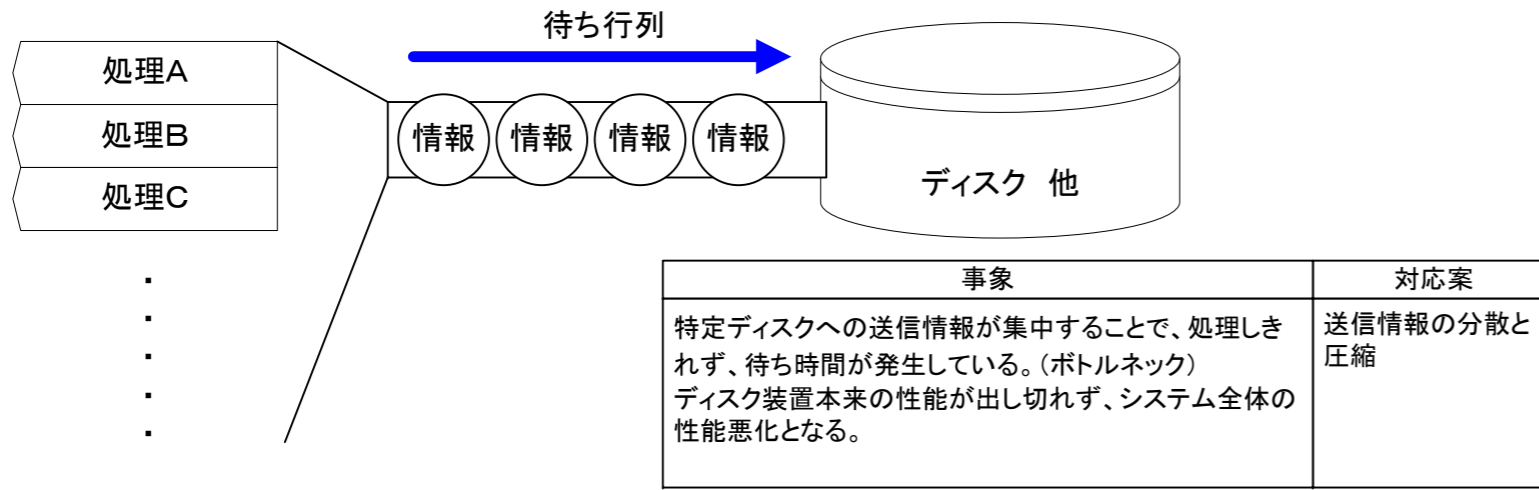 待ち行列
処理A
処理B
処理C
・
・
・
・
・
情報 情報 情報 情報
ディスク 他
事象 対応案
特定ディスクへの送信情報が集中することで、処理しき
れず、待ち時間が発生している。(ボトルネック)
ディスク装置本来の性能が出し切れず、システム全体の
性能悪化となる。
送信情報の分散と
圧縮